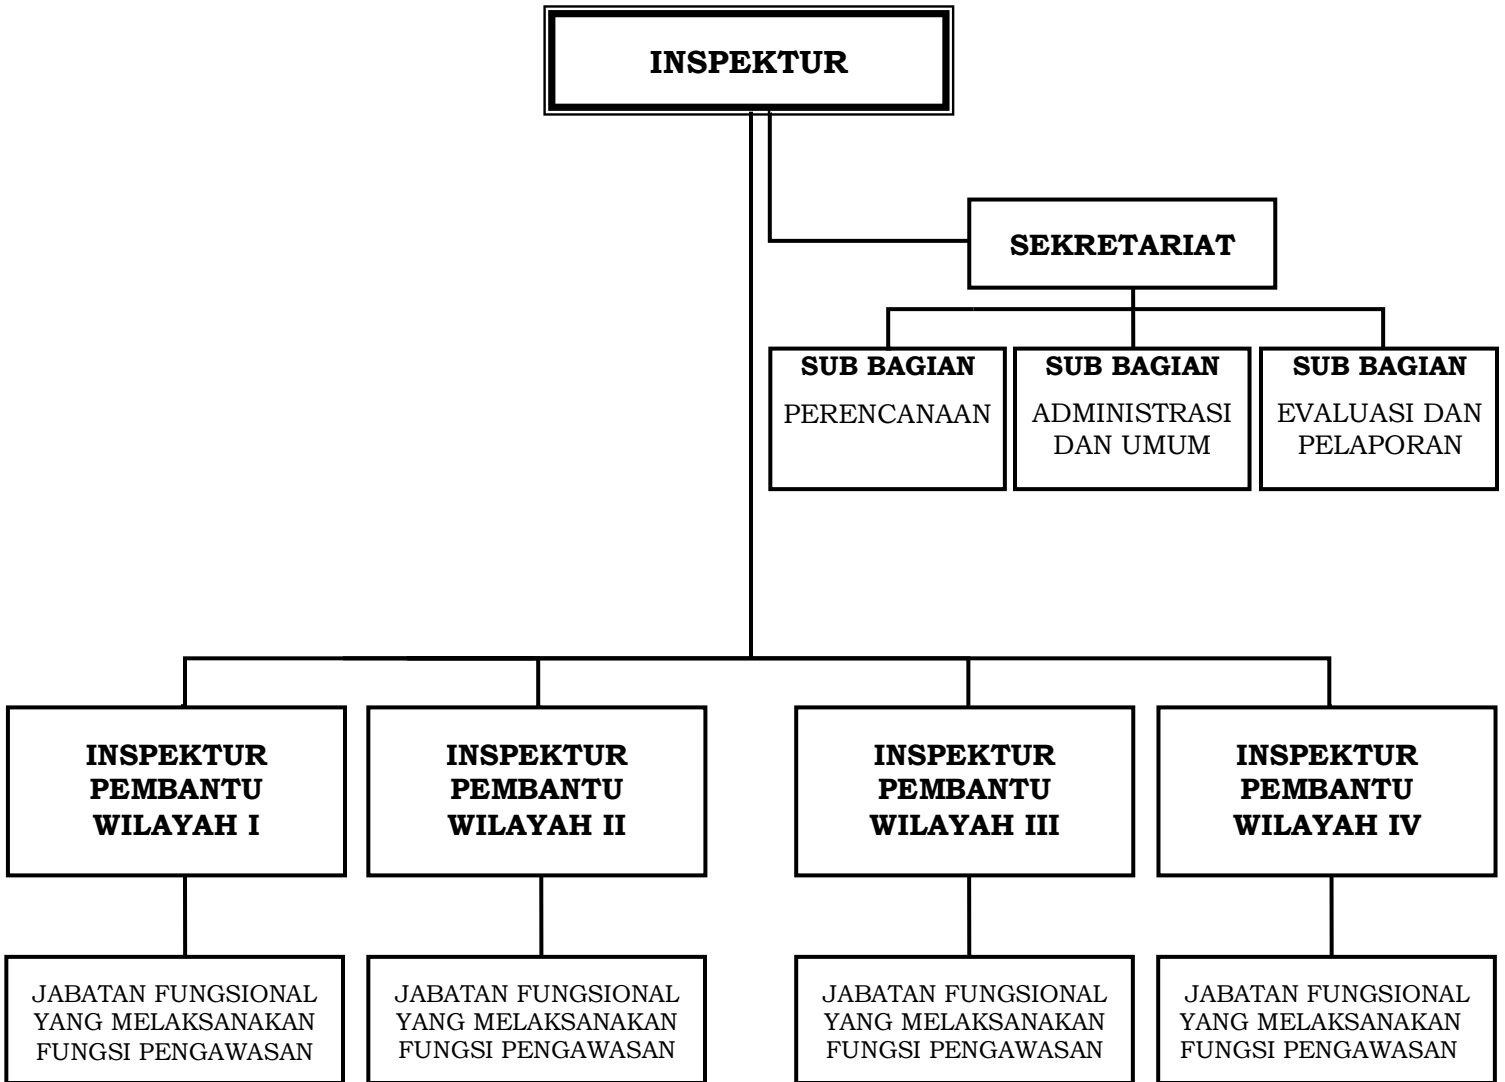 INSPEKTUR
SEKRETARIAT
SUB BAGIAN
PERENCANAAN
SUB BAGIAN
ADMINISTRASI
DAN UMUM
SUB BAGIAN
EVALUASI DAN
PELAPORAN
INSPEKTUR
PEMBANTU
WILAYAH I
INSPEKTUR
PEMBANTU
WILAYAH II
INSPEKTUR
PEMBANTU
WILAYAH III
INSPEKTUR
PEMBANTU
WILAYAH IV
JABATAN FUNGSIONAL
YANG MELAKSANAKAN
FUNGSI PENGAWASAN
JABATAN FUNGSIONAL
YANG MELAKSANAKAN
FUNGSI PENGAWASAN
JABATAN FUNGSIONAL
YANG MELAKSANAKAN
FUNGSI PENGAWASAN
JABATAN FUNGSIONAL
YANG MELAKSANAKAN
FUNGSI PENGAWASAN